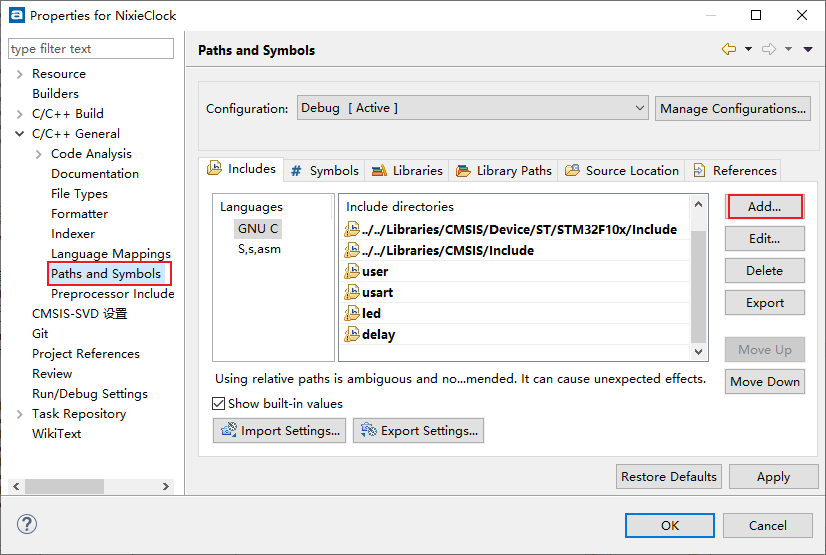 Properties for NixieClock
type filter text
Resource
Builders
C/C++ Build
C/C++ General
Code Analysis
Documentation
File Types
Formatter
Indexer
Language Mappings
Paths and Symbols
Preprocessor Include
CMSIS-SVD 设置
Git
Project References
Review
Run/Debug Settings
Task Repository
WikiText
Paths and Symbols
Configuration:
Debug [ Active ]
Manage Configurations...
Includes
# Symbols
Libraries
Library Paths
Source Location
References
Languages
GNU C
S,s,asm
Include directories
../../Libraries/CMSIS/Device/ST/STM32F10x/Include
../../Libraries/CMSIS/Include
user
usart
led
delay
Add...
Edit...
Delete
Export
Move Up
Move Down
Using relative paths is ambiguous and no...mended. It can cause unexpected effects.
Show built-in values
Import Settings...
Export Settings...
Restore Defaults
Apply
?
OK
Cancel